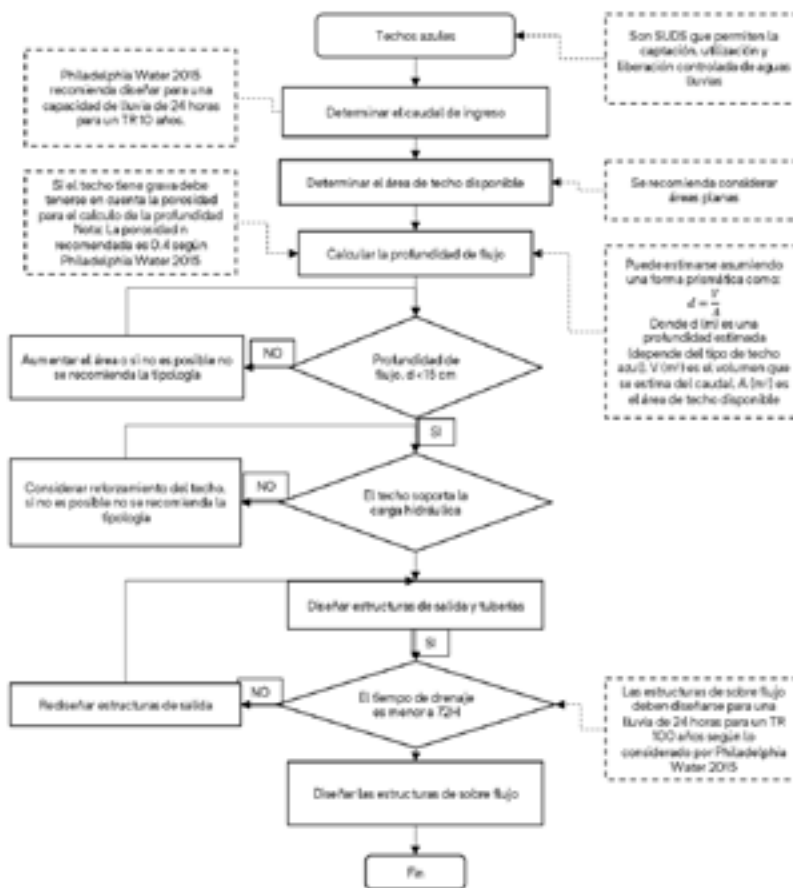 Techos azules
Son SUDS que permiten la
captación, utilización y
liberación controlada de aguas
lluvias
Philadelphia Water 2015
recomienda diseñar para una
capacidad de lluvia de 24 horas
para un TR 10 años.
Determinar el caudal de ingreso
Determinar el área de techo disponible
Se recomienda considerar
áreas planas
Si el techo tiene grava debe
tenerse en cuenta la porosidad
para el calculo de la profundidad
Nota: La porosidad n
recomendada es 0.4 según
Philadelphia Water 2015
Calcular la profundidad de flujo
Puede estimarse asumiendo
una forma prismática como:
d = V/A
Donde d (m) es una
profundidad estimada
(depende del tipo de techo
azul), V (m³) es el volumen que
se estima del caudal, A (m²) es
el área de techo disponible
Profundidad de
flujo, d<15 cm
NO
Aumentar el área o si no es posible no
se recomienda la tipología
SI
El techo soporta la
carga hidráulica
NO
Considerar reforzamiento del techo,
si no es posible no se recomienda la
tipología
Diseñar estructuras de salida y tuberías
SI
El tiempo de drenaje
es menor a 72H
NO
Rediseñar estructuras de salida
Las estructuras de sobre flujo
deben diseñarse para una
lluvia de 24 horas para un TR
100 años según lo
considerado por Philadelphia
Water 2015
Diseñar las estructuras de sobre flujo
Fin